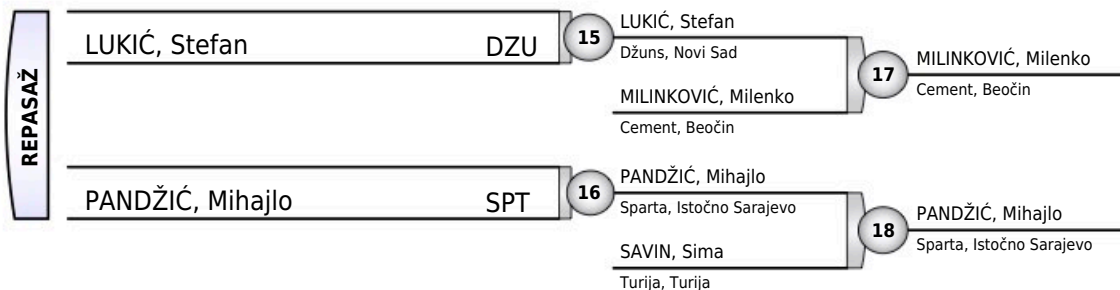 REPASAŽ
LUKIĆ, Stefan DZU
15
LUKIĆ, Stefan
Džuns, Novi Sad
MILINKOVIĆ, Milenko
Cement, Beočin
17
MILINKOVIĆ, Milenko
Cement, Beočin
PANDŽIĆ, Mihajlo SPT
16
PANDŽIĆ, Mihajlo
Sparta, Istočno Sarajevo
SAVIN, Sima
Turija, Turija
18
PANDŽIĆ, Mihajlo
Sparta, Istočno Sarajevo